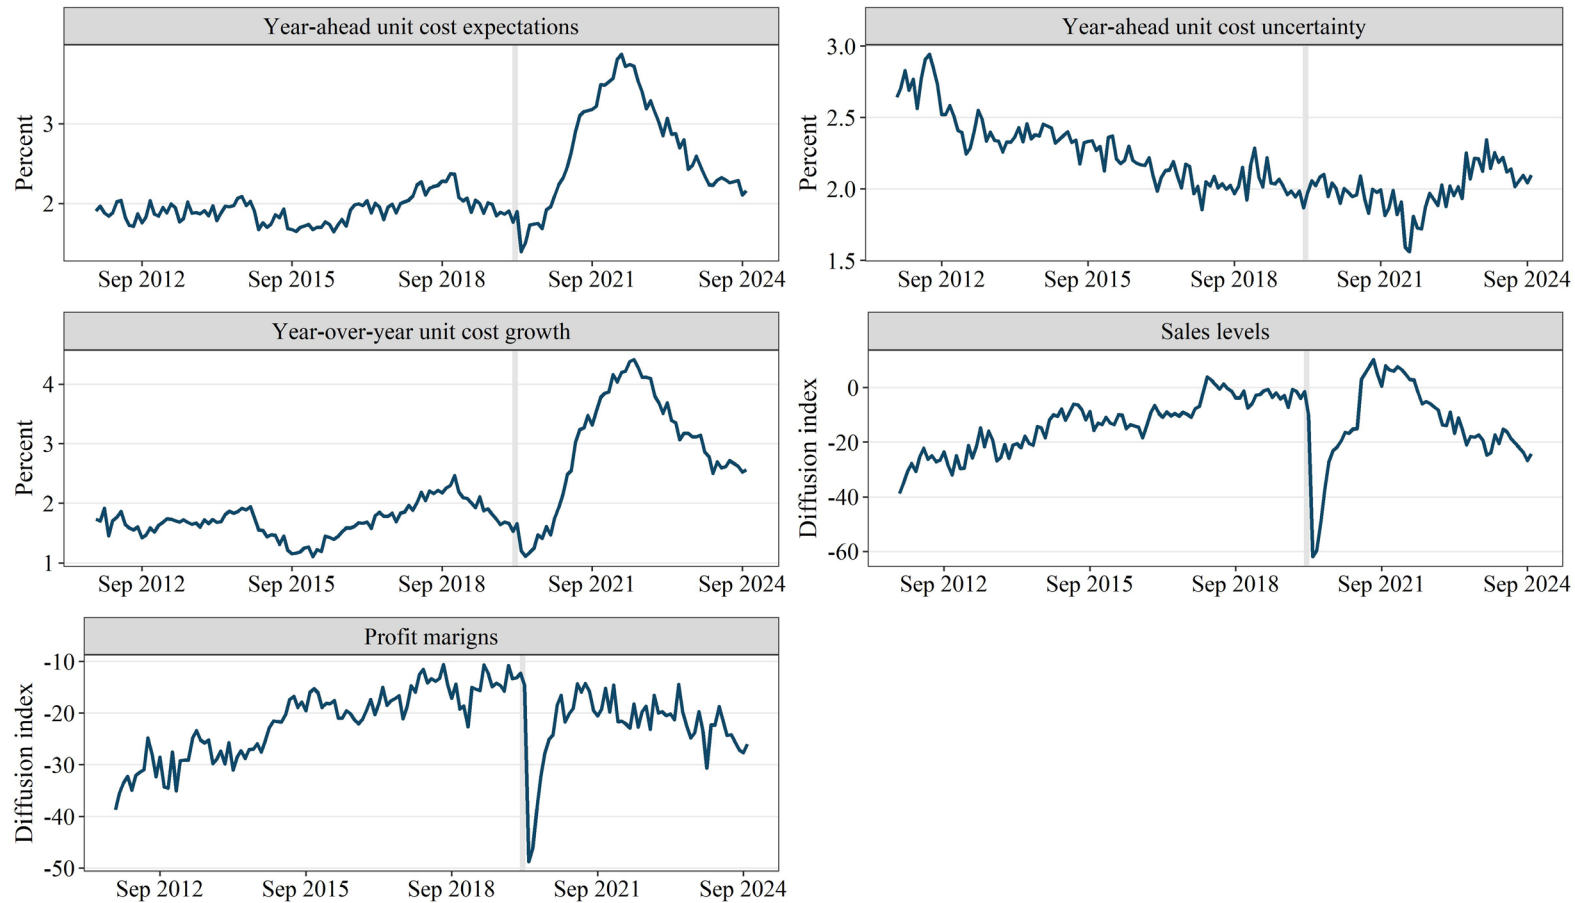 Year-ahead unit cost expectations
Percent
3
2
Sep 2012 Sep 2015 Sep 2018 Sep 2021 Sep 2024
Year-ahead unit cost uncertainty
Percent
3.0
2.5
2.0
1.5
Sep 2012 Sep 2015 Sep 2018 Sep 2021 Sep 2024
Year-over-year unit cost growth
Percent
4
3
2
1
Sep 2012 Sep 2015 Sep 2018 Sep 2021 Sep 2024
Sales levels
Diffusion index
0
-20
-40
-60
Sep 2012 Sep 2015 Sep 2018 Sep 2021 Sep 2024
Profit marigns
Diffusion index
-10
-20
-30
-40
-50
Sep 2012 Sep 2015 Sep 2018 Sep 2021 Sep 2024